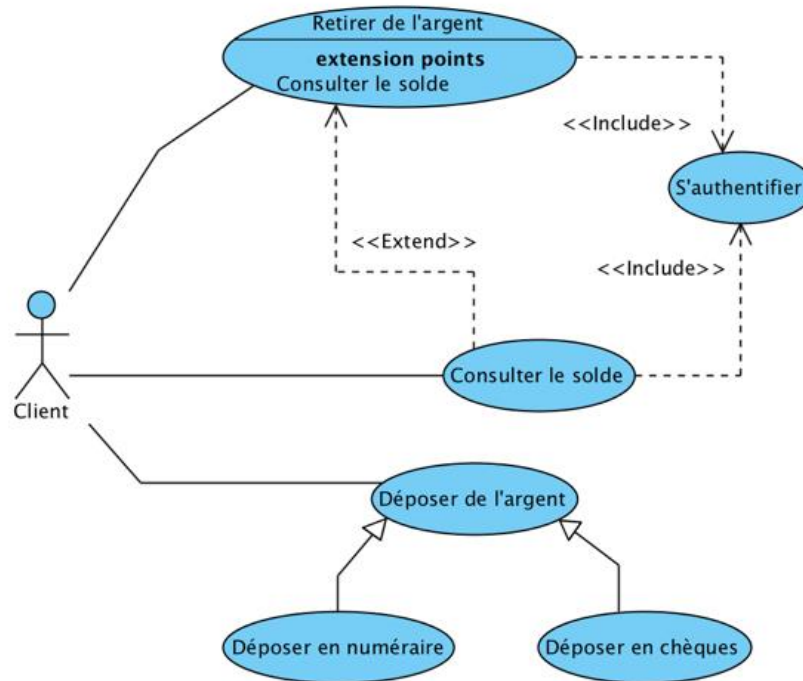 Retirer de l'argent
extension points
Consulter le solde
<<Include>>
S'authentifier
<<Extend>>
<<Include>>
Consulter le solde
Client
Déposer de l'argent
Déposer en numéraire
Déposer en chèques